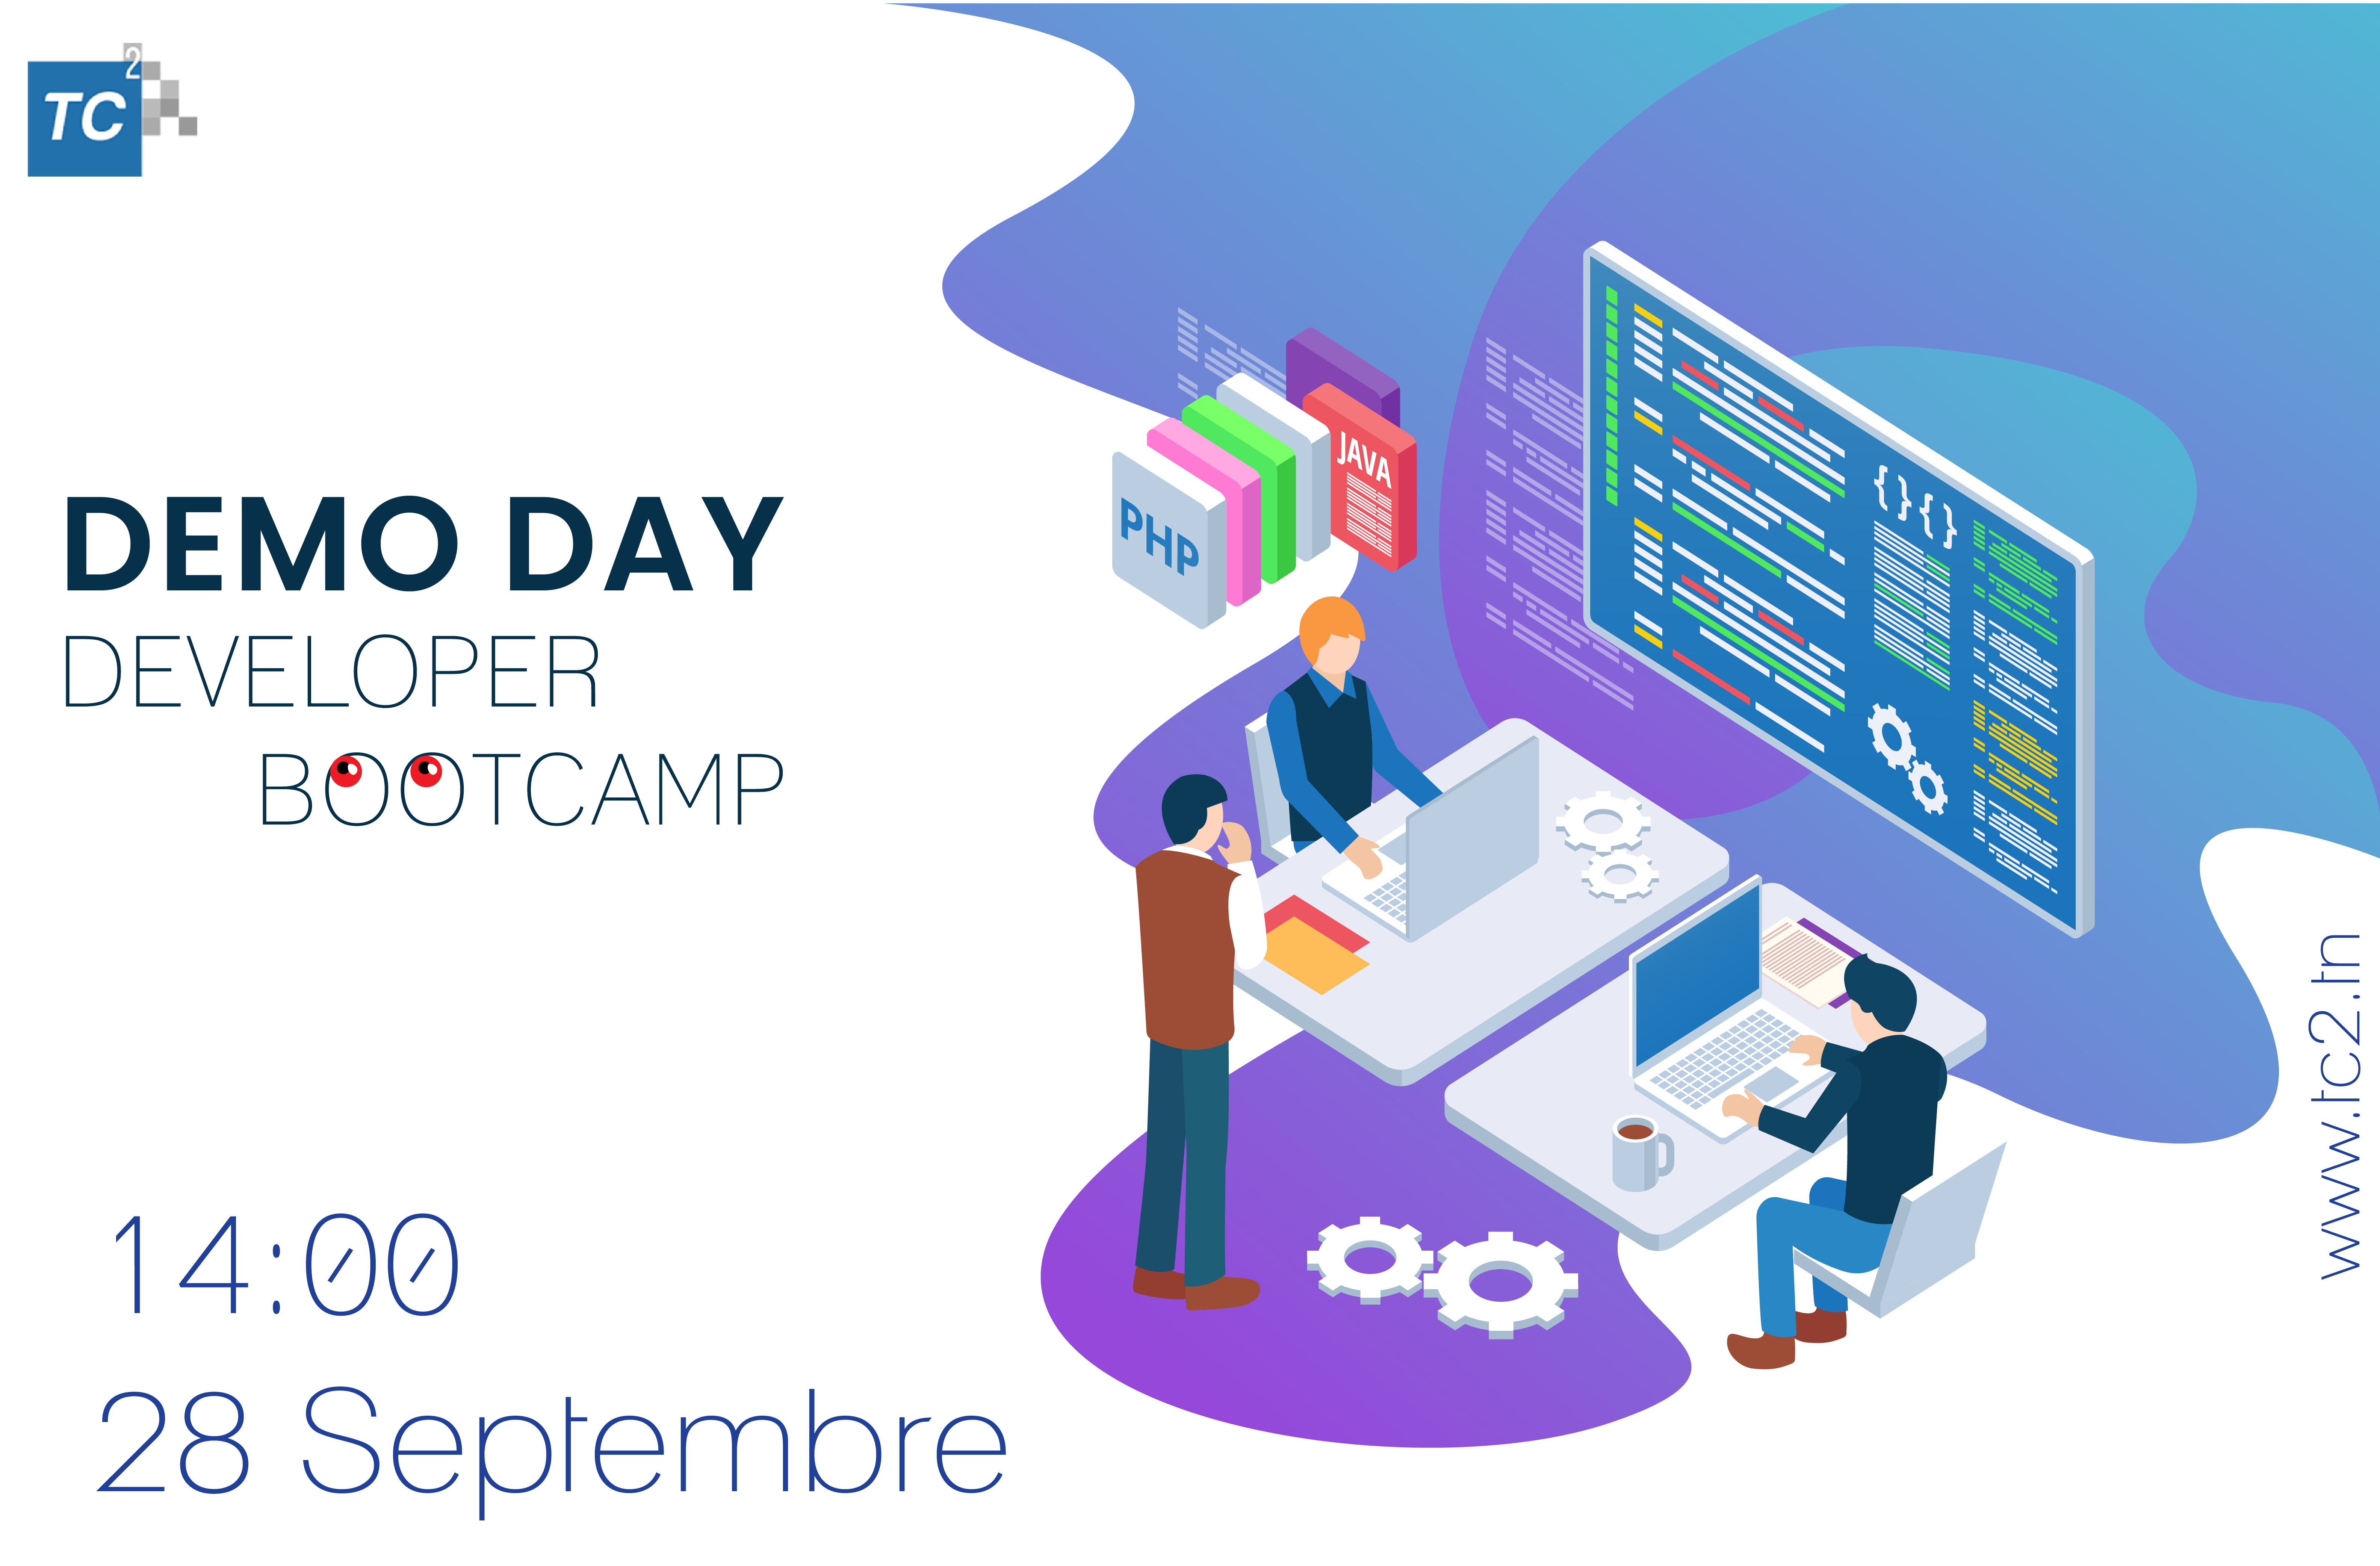 TC2
DEMO DAY
DEVELOPER
BOOTCAMP
PHP
JAVA
{}{}
14:00
28 Septembre
www.tc2.tn